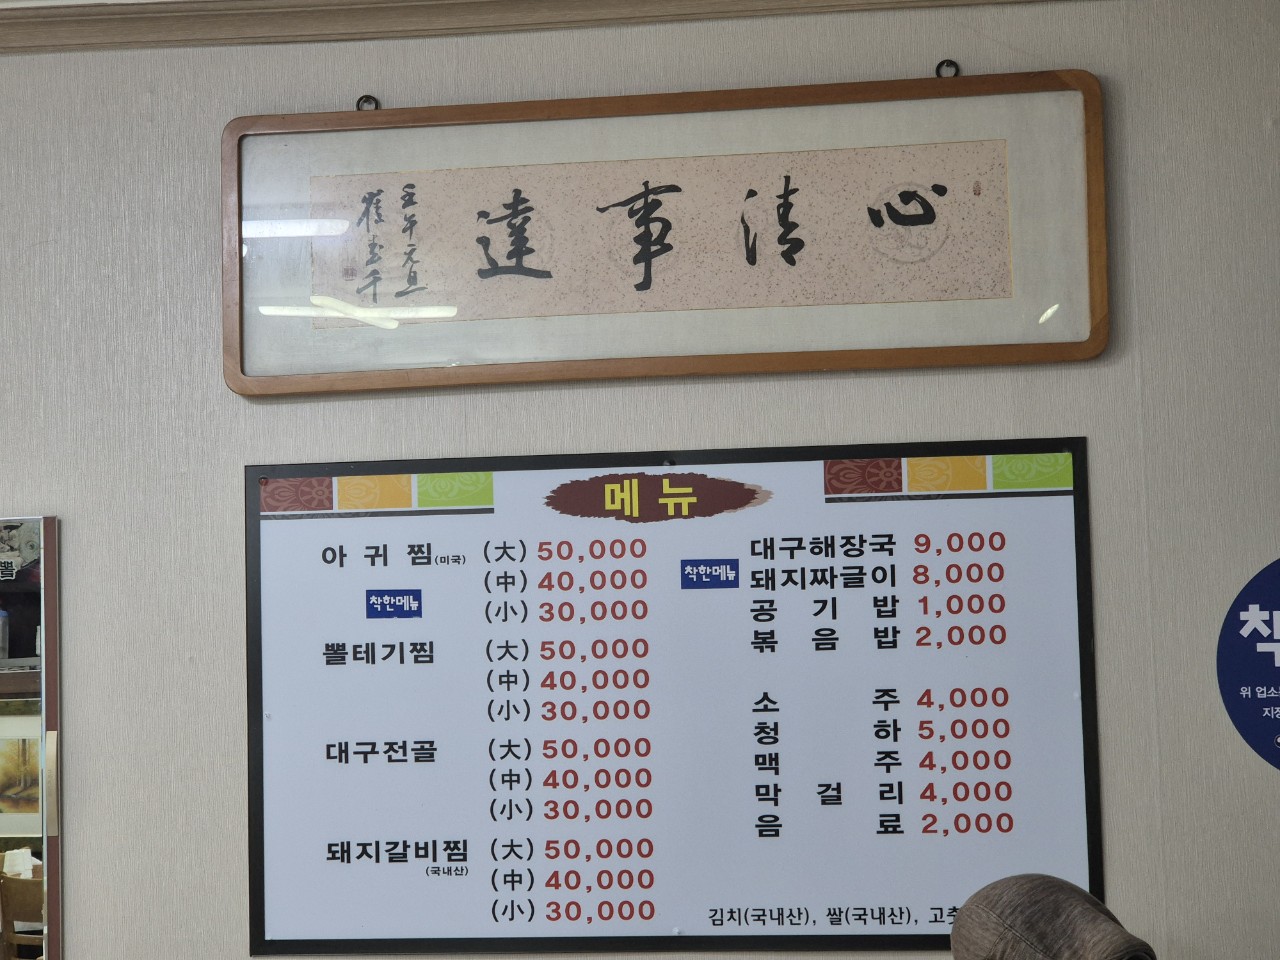 心清事達
壬午元旦
메뉴
아귀찜(미국) (大) 50,000
(中) 40,000
착한메뉴 (小) 30,000
뽈테기찜 (大) 50,000
(中) 40,000
(小) 30,000
대구전골 (大) 50,000
(中) 40,000
(小) 30,000
돼지갈비찜 (大) 50,000
(국내산) (中) 40,000
(小) 30,000
대구해장국 9,000
착한메뉴 돼지짜글이 8,000
공기밥 1,000
볶음밥 2,000
소주 4,000
청하 5,000
맥주 4,000
막걸리 4,000
음료 2,000
김치(국내산), 쌀(국내산), 고춧
착
위 업소
지정
뽈